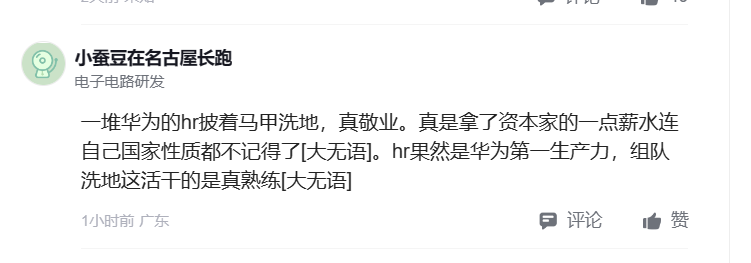 小蚕豆在名古屋长跑
电子电路研发
一堆华为的hr披着马甲洗地，真敬业。真是拿了资本家的一点薪水连
自己国家性质都不记得了[大无语]。hr果然是华为第一生产力，组队
洗地这活干的是真熟练[大无语]
1小时前 广东 评论 赞